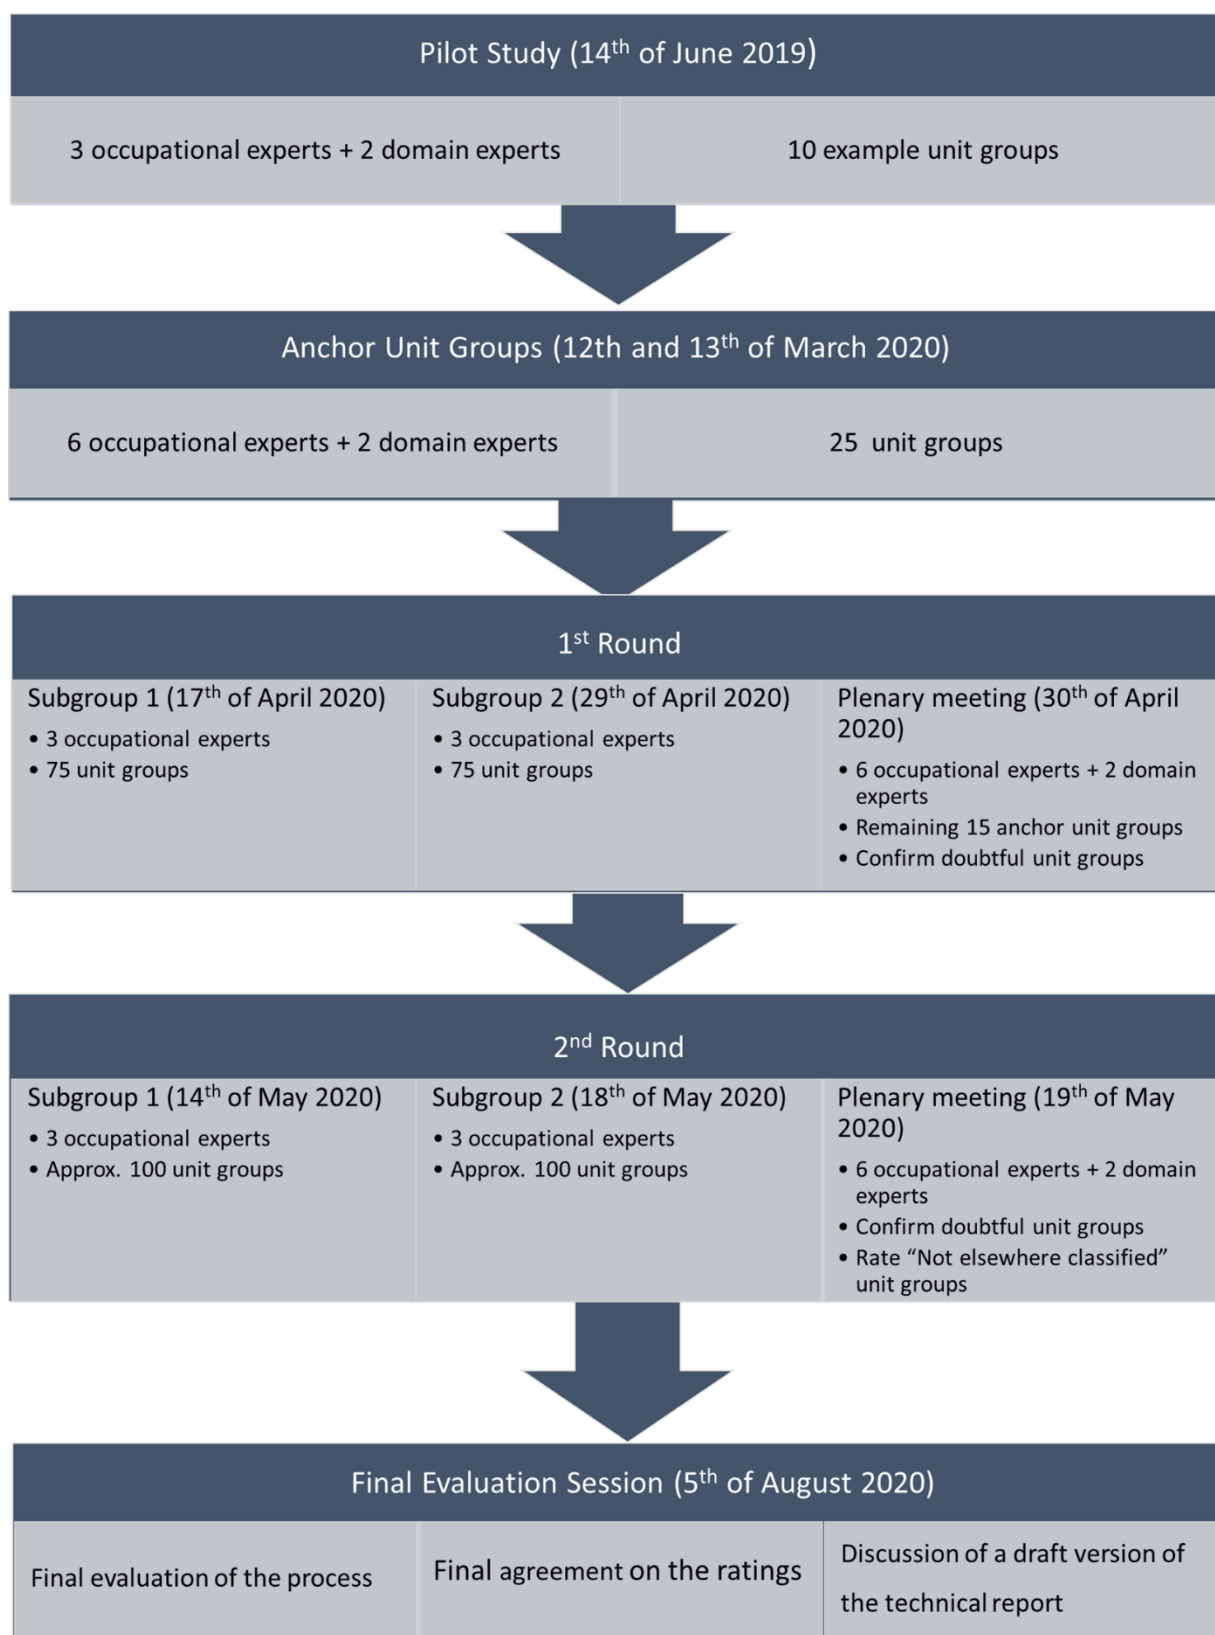 Pilot Study (14th of June 2019)
3 occupational experts + 2 domain experts
10 example unit groups
Anchor Unit Groups (12th and 13th of March 2020)
6 occupational experts + 2 domain experts
25 unit groups
1st Round
Subgroup 1 (17th of April 2020)
• 3 occupational experts
• 75 unit groups
Subgroup 2 (29th of April 2020)
• 3 occupational experts
• 75 unit groups
Plenary meeting (30th of April
2020)
• 6 occupational experts + 2 domain
experts
• Remaining 15 anchor unit groups
• Confirm doubtful unit groups
2nd Round
Subgroup 1 (14th of May 2020)
• 3 occupational experts
• Approx. 100 unit groups
Subgroup 2 (18th of May 2020)
• 3 occupational experts
• Approx. 100 unit groups
Plenary meeting (19th of May
2020)
• 6 occupational experts + 2 domain
experts
• Confirm doubtful unit groups
• Rate “Not elsewhere classified”
unit groups
Final Evaluation Session (5th of August 2020)
Final evaluation of the process
Final agreement on the ratings
Discussion of a draft version of
the technical report